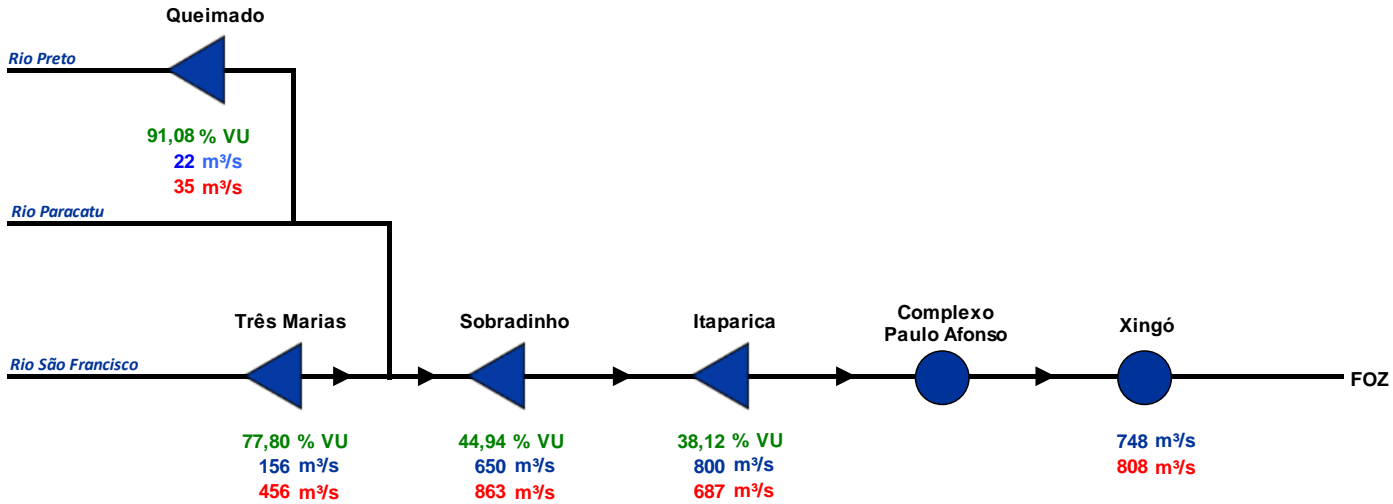 Queimado
Rio Preto
91,08 % VU
22 m³/s
35 m³/s
Rio Paracatu
Três Marias
Sobradinho
Itaparica
Complexo
Paulo Afonso
Xingó
Rio São Francisco
FOZ
77,80 % VU
156 m³/s
456 m³/s
44,94 % VU
650 m³/s
863 m³/s
38,12 % VU
800 m³/s
687 m³/s
748 m³/s
808 m³/s